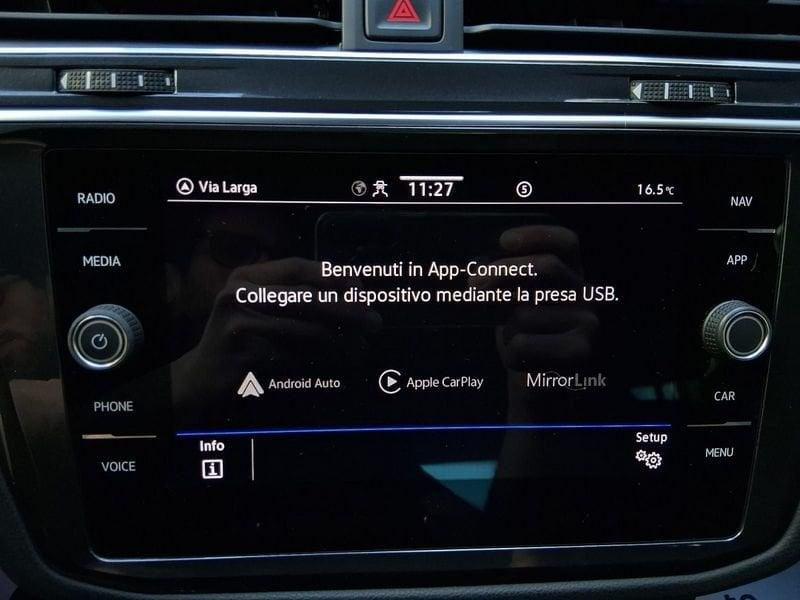 RADIO
MEDIA
PHONE
VOICE
Via Larga
11:27
5
16.5°C
Benvenuti in App-Connect.
Collegare un dispositivo mediante la presa USB.
Android Auto
Apple CarPlay
MirrorLink
Info
Setup
NAV
APP
CAR
MENU